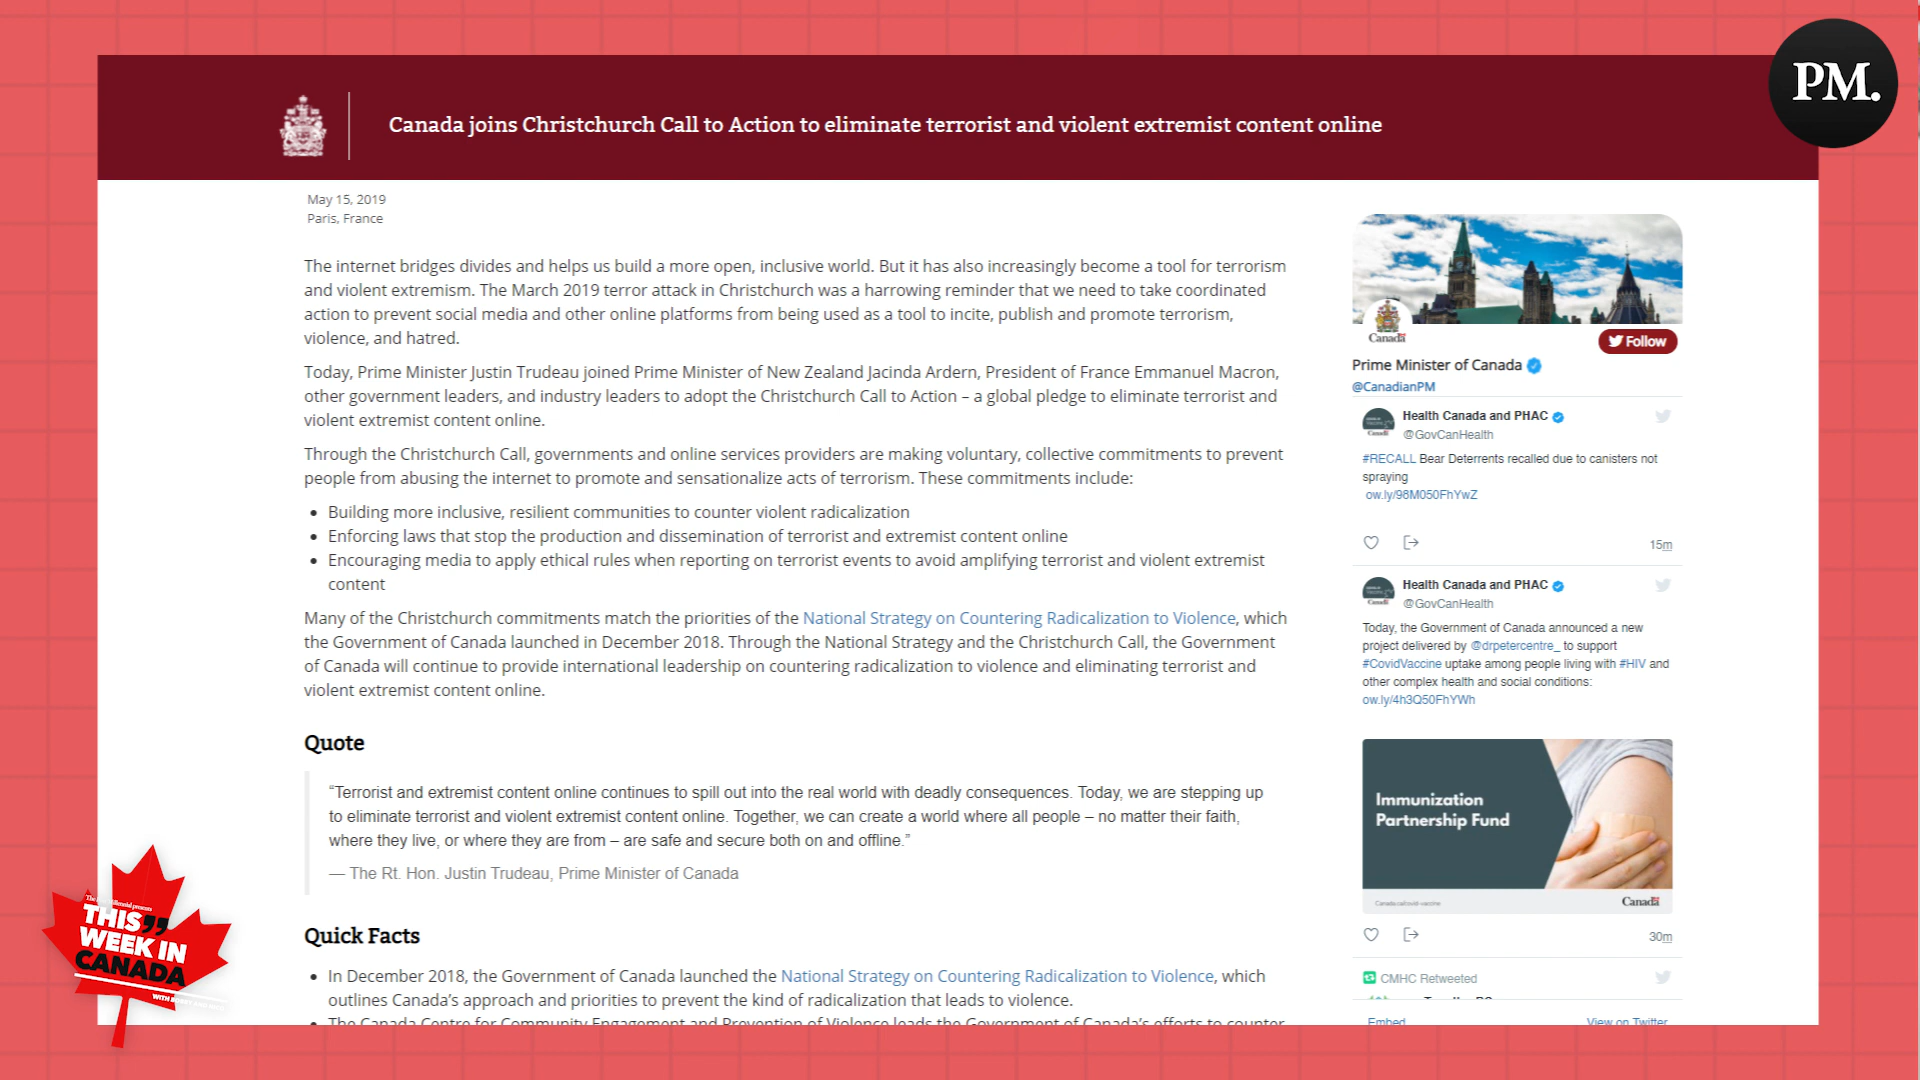 PM.
Canada joins Christchurch Call to Action to eliminate terrorist and violent extremist content online
May 15, 2019
Paris, France
The internet bridges divides and helps us build a more open, inclusive world. But it has also increasingly become a tool for terrorism
and violent extremism. The March 2019 terror attack in Christchurch was a harrowing reminder that we need to take coordinated
action to prevent social media and other online platforms from being used as a tool to incite, publish and promote terrorism,
violence, and hatred.
Today, Prime Minister Justin Trudeau joined Prime Minister of New Zealand Jacinda Ardern, President of France Emmanuel Macron,
other government leaders, and industry leaders to adopt the Christchurch Call to Action – a global pledge to eliminate terrorist and
violent extremist content online.
Through the Christchurch Call, governments and online services providers are making voluntary, collective commitments to prevent
people from abusing the internet to promote and sensationalize acts of terrorism. These commitments include:
• Building more inclusive, resilient communities to counter violent radicalization
• Enforcing laws that stop the production and dissemination of terrorist and extremist content online
• Encouraging media to apply ethical rules when reporting on terrorist events to avoid amplifying terrorist and violent extremist
content
Many of the Christchurch commitments match the priorities of the National Strategy on Countering Radicalization to Violence, which
the Government of Canada launched in December 2018. Through the National Strategy and the Christchurch Call, the Government
of Canada will continue to provide international leadership on countering radicalization to violence and eliminating terrorist and
violent extremist content online.
Quote
“Terrorist and extremist content online continues to spill out into the real world with deadly consequences. Today, we are stepping up
to eliminate terrorist and violent extremist content online. Together, we can create a world where all people – no matter their faith,
where they live, or where they are from – are safe and secure both on and offline.”
— The Rt. Hon. Justin Trudeau, Prime Minister of Canada
Quick Facts
• In December 2018, the Government of Canada launched the National Strategy on Countering Radicalization to Violence, which
outlines Canada’s approach and priorities to prevent the kind of radicalization that leads to violence.
• The Canada Centre for Community Engagement and Prevention of Violence leads the Government of Canada’s efforts to counter
Canada
Follow
Prime Minister of Canada
@CanadianPM
Health Canada and PHAC
@GovCanHealth
#RECALL Bear Deterrents recalled due to canisters not
spraying
ow.ly/98M050FhYwZ
15m
Health Canada and PHAC
@GovCanHealth
Today, the Government of Canada announced a new
project delivered by @drpetercentre_ to support
#CovidVaccine uptake among people living with #HIV and
other complex health and social conditions:
ow.ly/4h3Q50FhYWh
Immunization
Partnership Fund
Canada
30m
CMHC Retweeted
Embed
View on Twitter
THIS
WEEK IN
CANADA